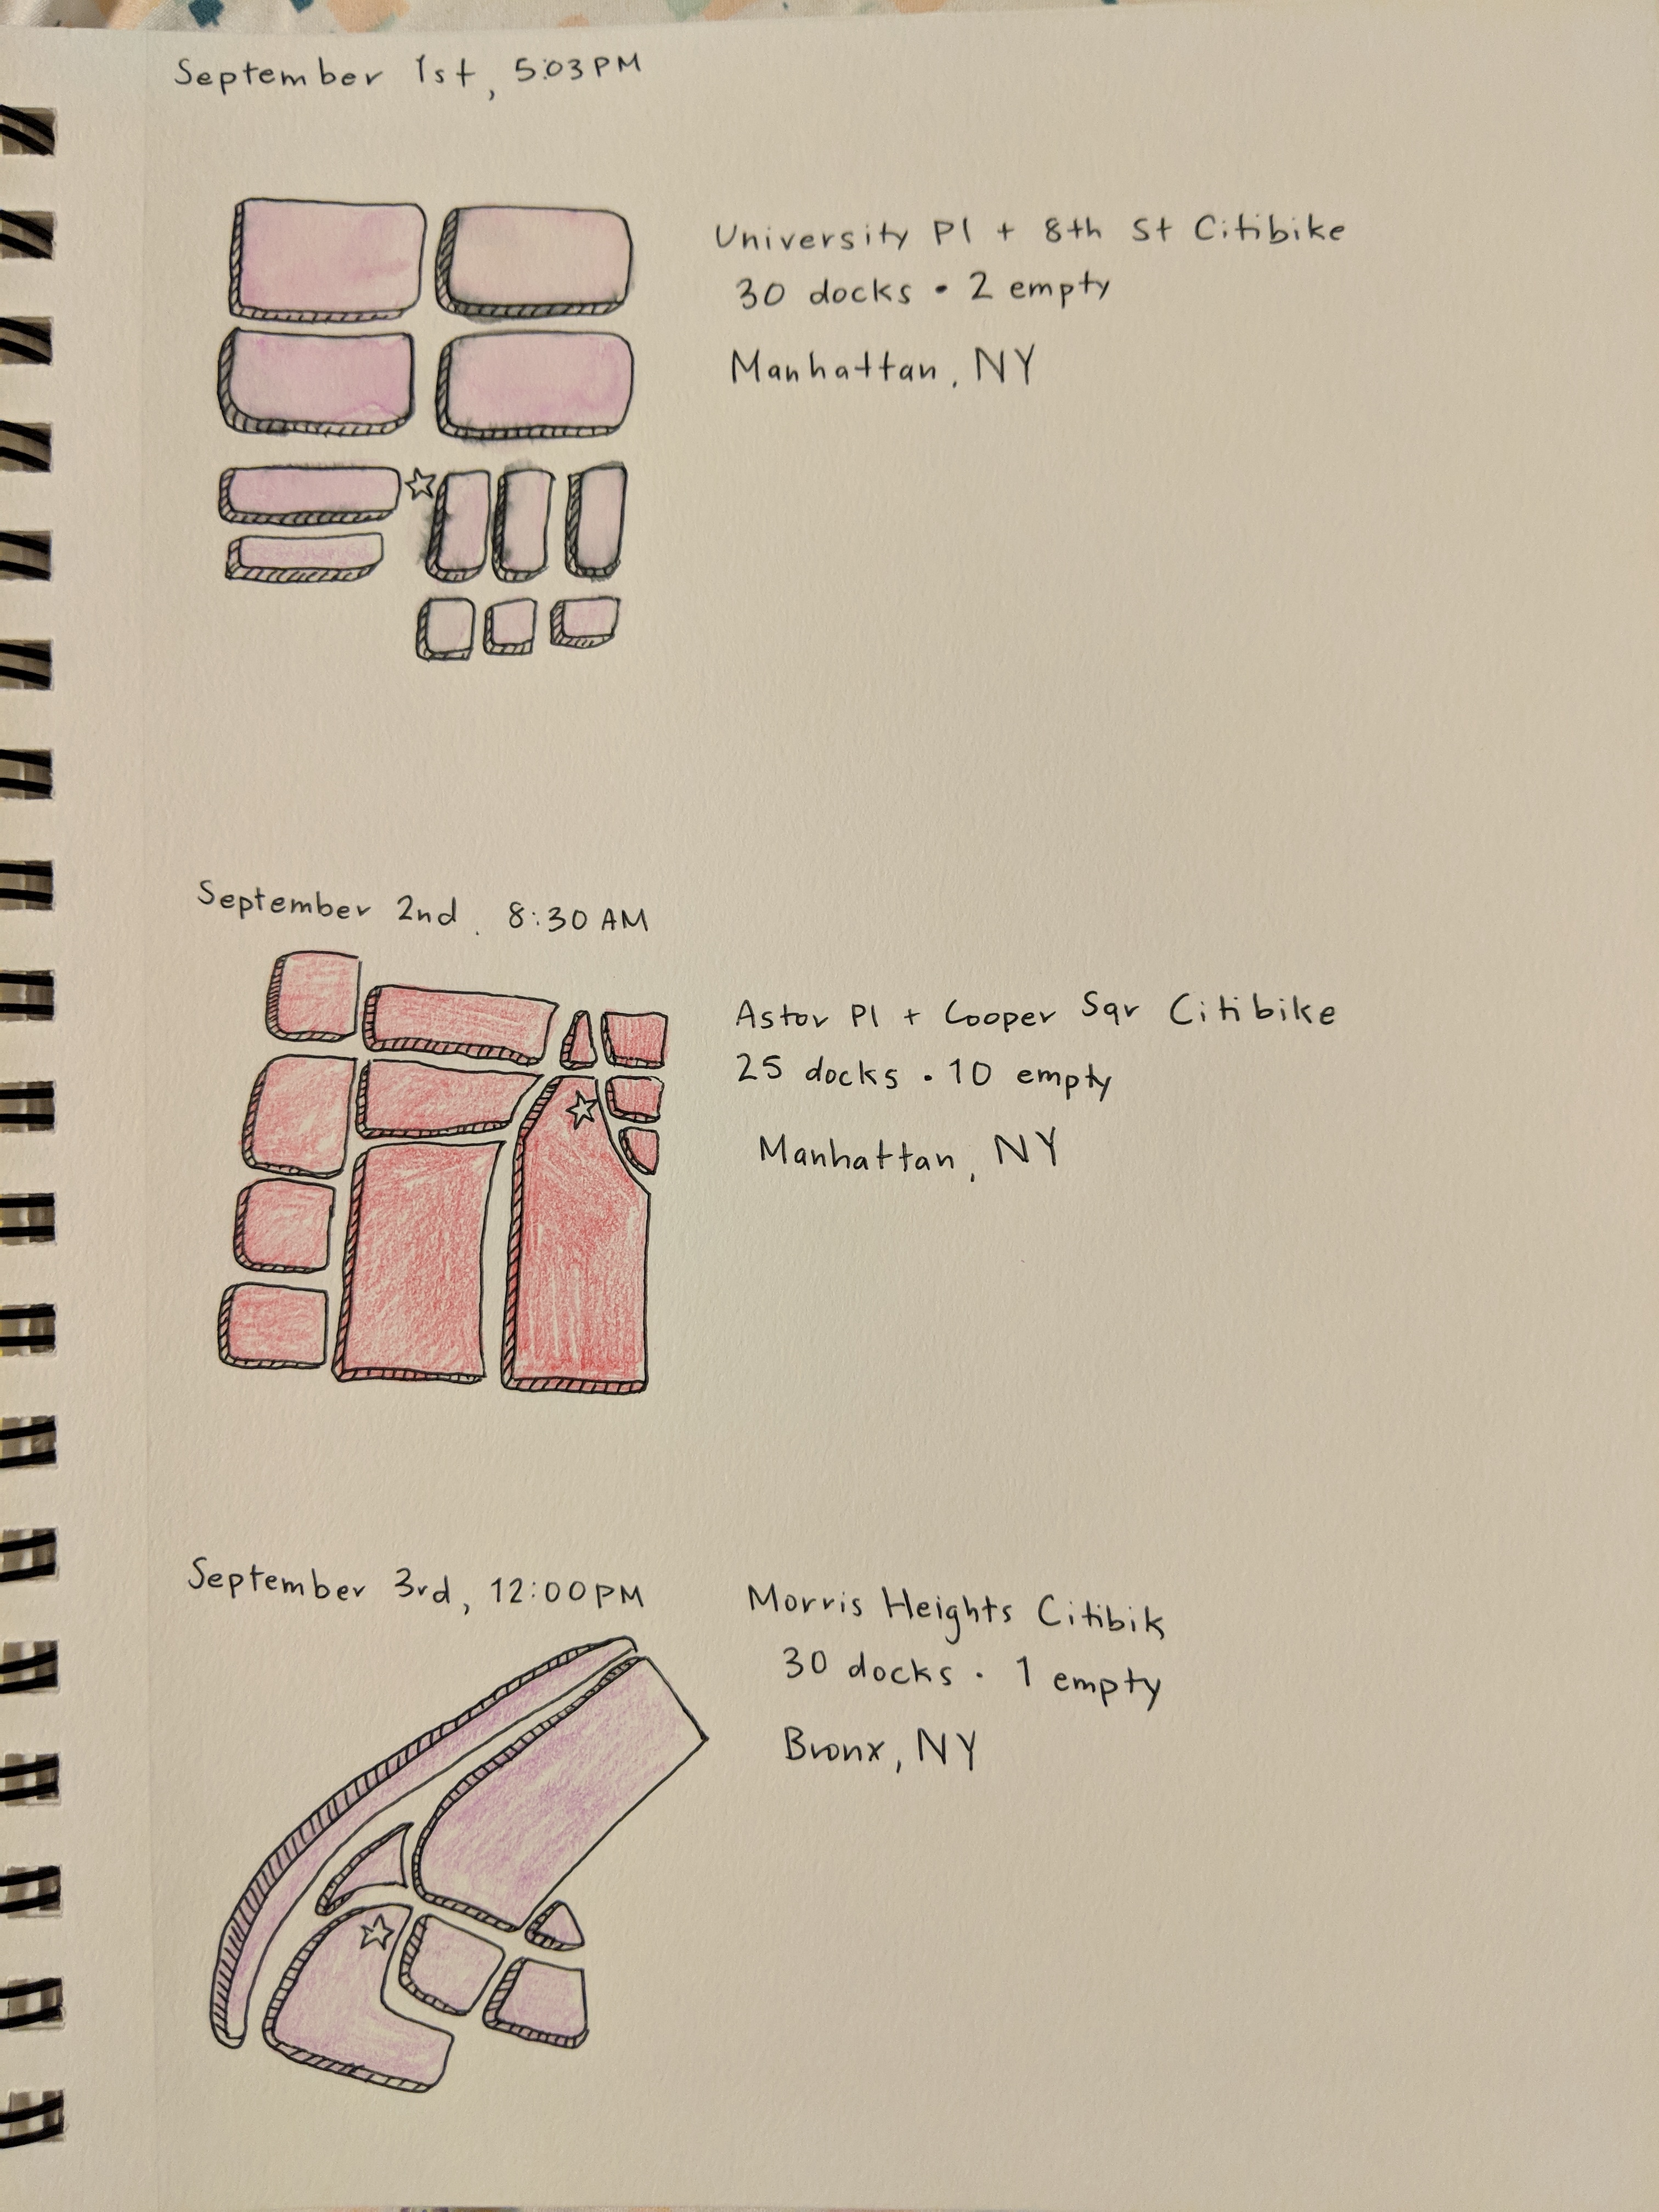 September 1st, 5:03PM
University Pl + 8th St Citibike
30 docks • 2 empty
Manhattan, NY
September 2nd, 8:30 AM
Astor Pl + Cooper Sqr Citibike
25 docks • 10 empty
Manhattan, NY
September 3rd, 12:00PM
Morris Heights Citibik
30 docks • 1 empty
Bronx, NY